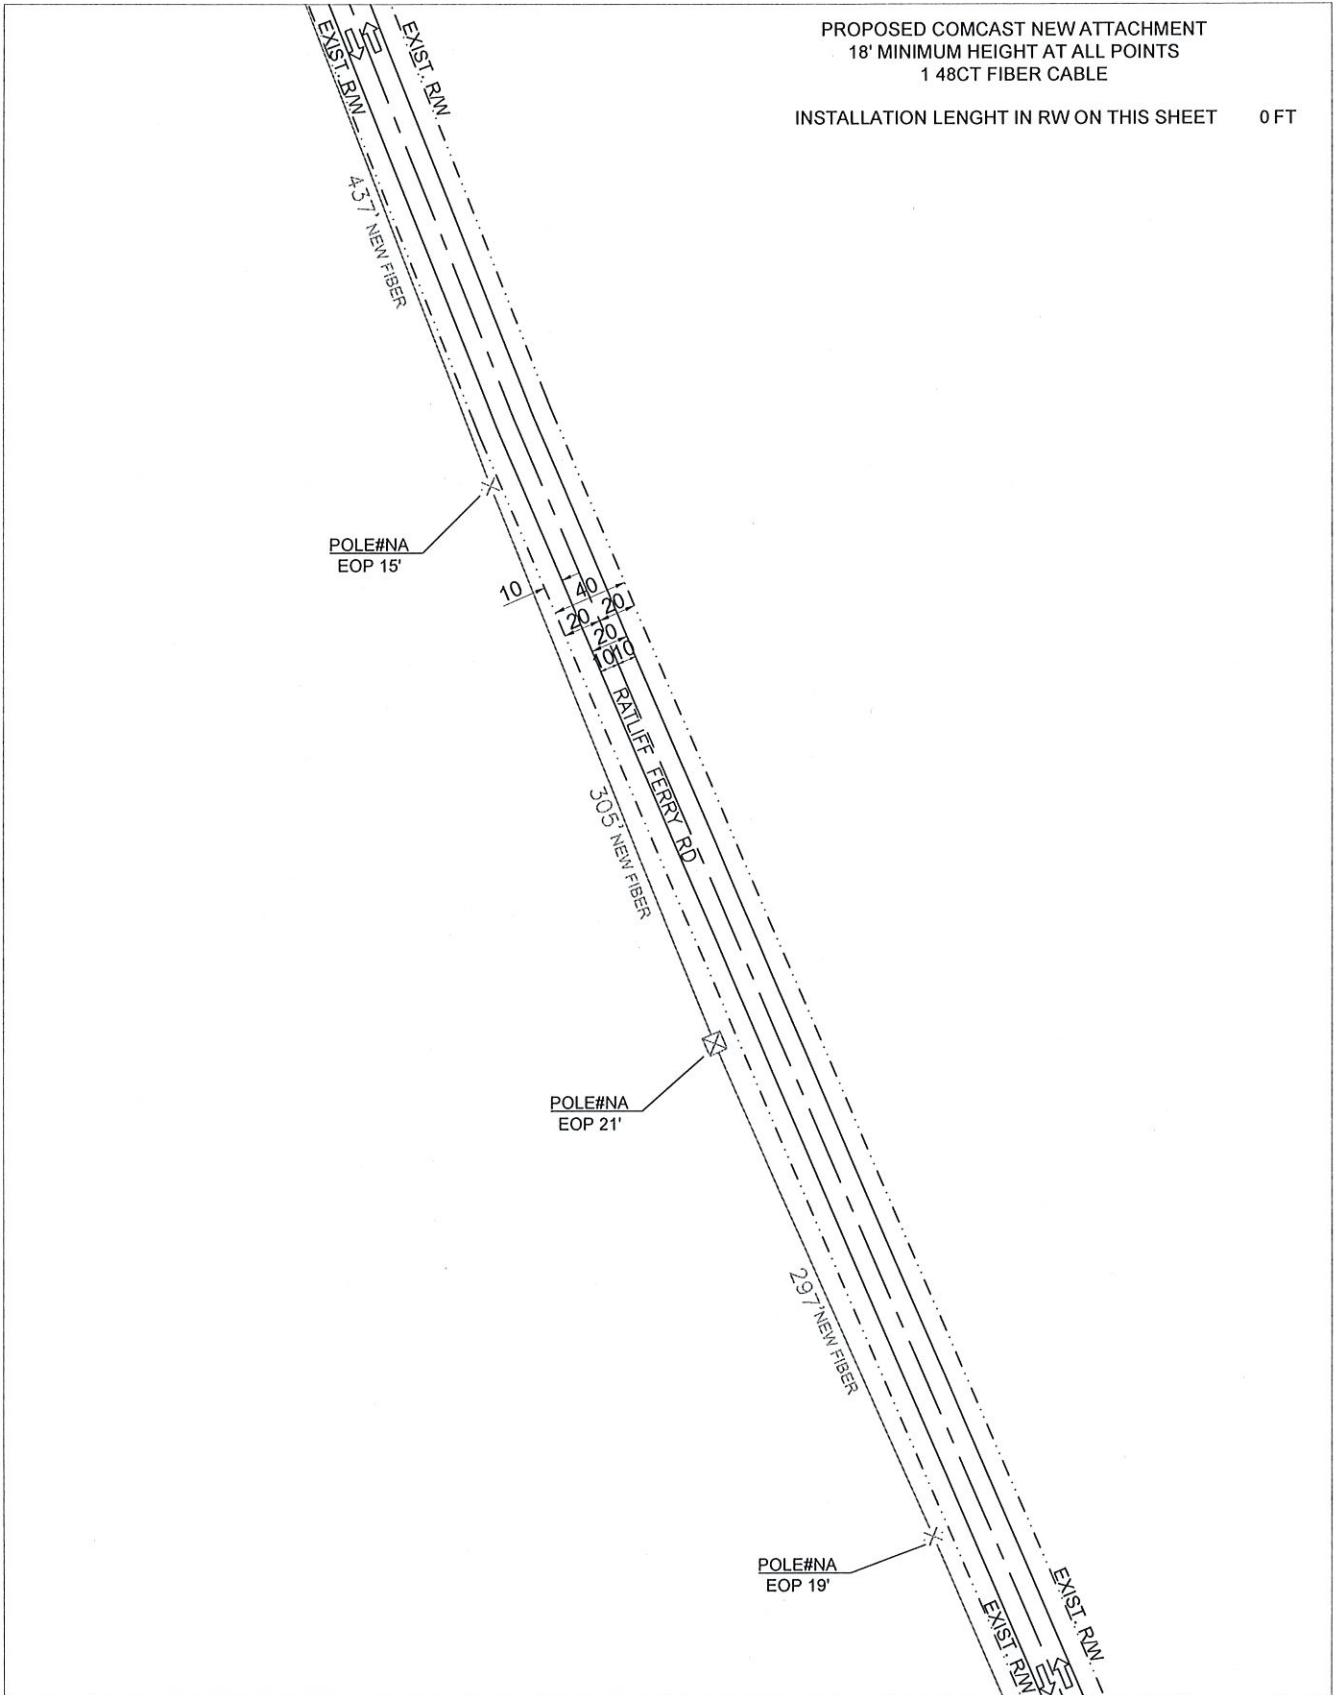 PROPOSED COMCAST NEW ATTACHMENT
18' MINIMUM HEIGHT AT ALL POINTS
1 48CT FIBER CABLE
INSTALLATION LENGHT IN RW ON THIS SHEET 0 FT
EXIST. R/W
EXIST. R/W
437' NEW FIBER
POLE#NA
EOP 15'
10
40
20
20
20
10
10
RATLIFF FERRY RD
305' NEW FIBER
POLE#NA
EOP 21'
297' NEW FIBER
POLE#NA
EOP 19'
EXIST. R/W
EXIST. R/W